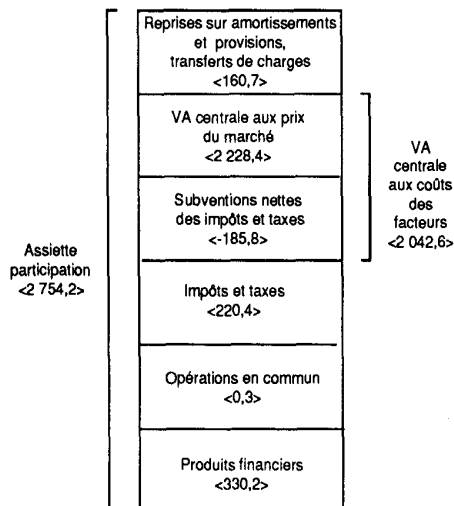 Reprises sur amortissements
et provisions,
transferts de charges
<160,7>
VA centrale aux prix
du marché
<2 228,4>
Subventions nettes
des impôts et taxes
<-185,8>
Impôts et taxes
<220,4>
Opérations en commun
<0,3>
Produits financiers
<330,2>
Assiette
participation
<2 754,2>
VA
centrale
aux coûts
des
facteurs
<2 042,6>